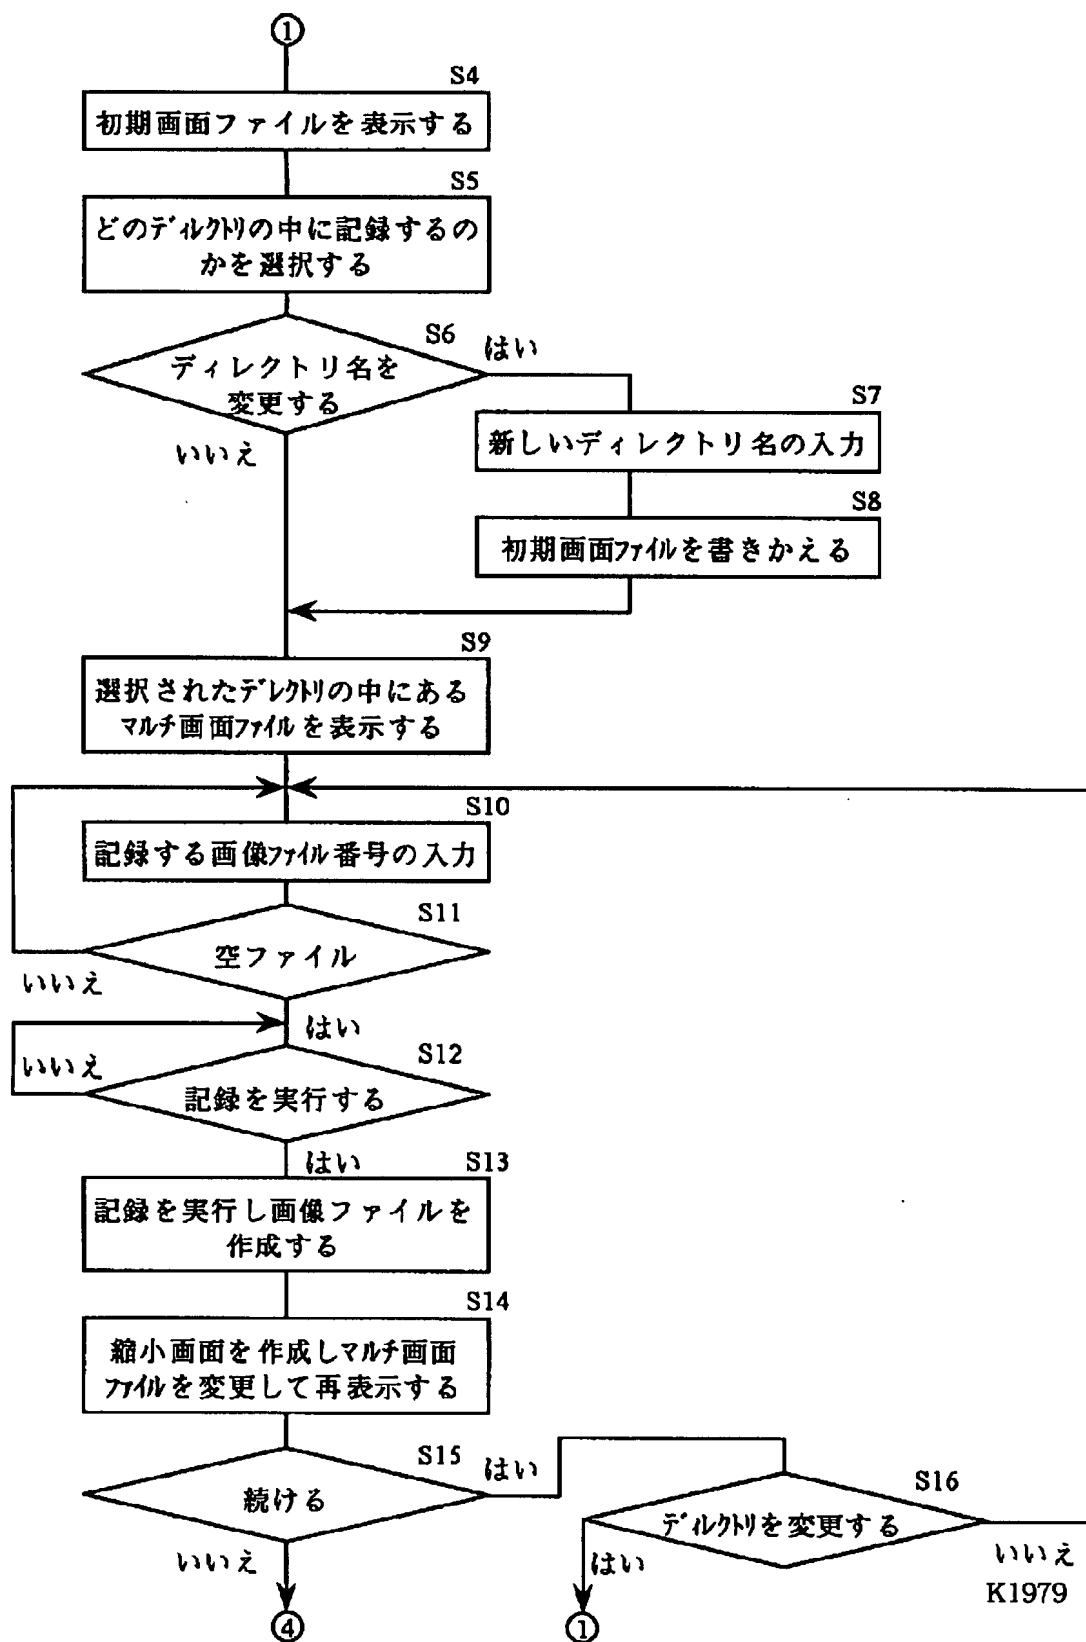 ①
S4
初期画面ファイルを表示する
S5
どのディレクトリの中に記録するの
かを選択する
S6
ディレクトリ名を
変更する
はい
いいえ
S7
新しいディレクトリ名の入力
S8
初期画面ファイルを書きかえる
S9
選択されたデレクトリの中にある
マルチ画面ファイルを表示する
S10
記録する画像ファイル番号の入力
S11
空ファイル
いいえ
はい
S12
いいえ
記録を実行する
はい
S13
記録を実行し画像ファイルを
作成する
S14
縮小画面を作成しマルチ画面
ファイルを変更して再表示する
S15
続ける
はい
いいえ
S16
ディレクトリを変更する
はい
いいえ
K1979
④
①